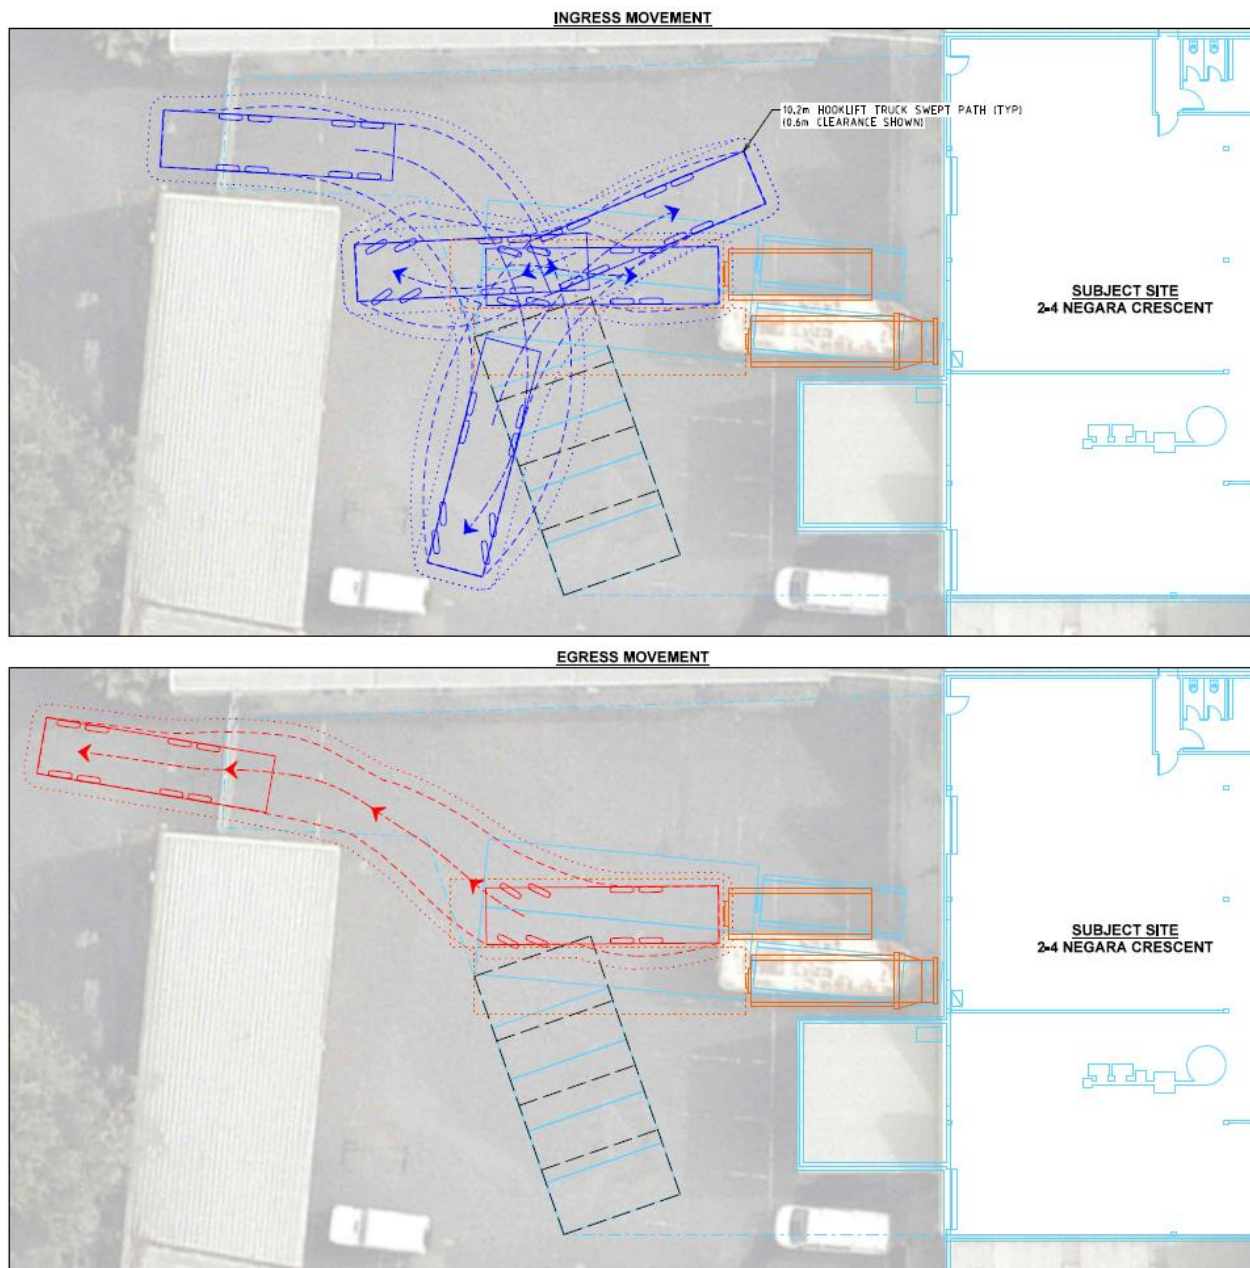 INGRESS MOVEMENT
10.2m HOOKLIFT TRUCK SWEPT PATH (TYP)
(0.6m CLEARANCE SHOWN)
SUBJECT SITE
2-4 NEGARA CRESCENT
EGRESS MOVEMENT
SUBJECT SITE
2-4 NEGARA CRESCENT